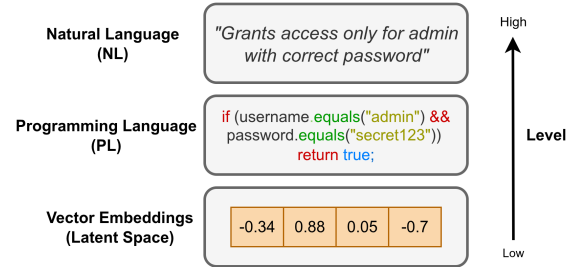 Natural Language
(NL)
"Grants access only for admin
with correct password"
High
Programming Language
(PL)
if (username.equals("admin") &&
password.equals("secret123"))
return true;
Level
Vector Embeddings
(Latent Space)
-0.34 0.88 0.05 -0.7
Low